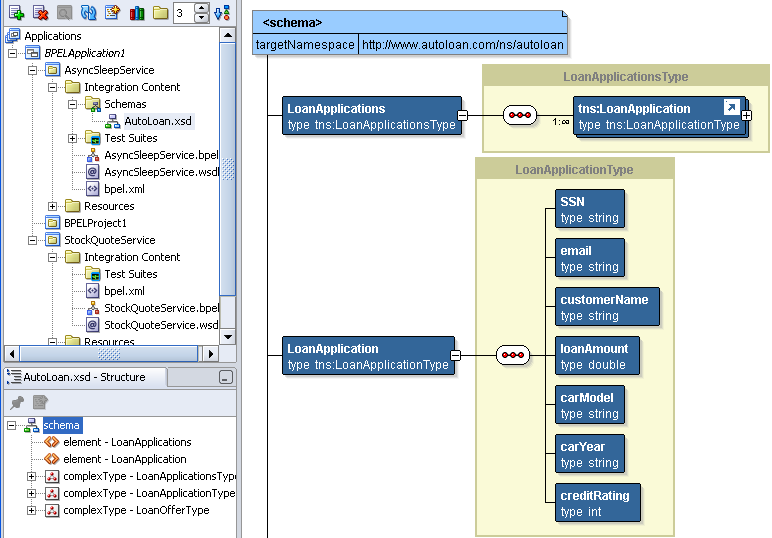 3
Applications
BPELApplication1
AsyncSleepService
Integration Content
Schemas
AutoLoan.xsd
Test Suites
AsyncSleepService.bpel
AsyncSleepService.wsdl
bpel.xml
Resources
BPELProject1
StockQuoteService
Integration Content
Test Suites
bpel.xml
StockQuoteService.bpel
StockQuoteService.wsd
Resources
AutoLoan.xsd - Structure
schema
element - LoanApplications
element - LoanApplication
complexType - LoanApplicationsType
complexType - LoanApplicationType
complexType - LoanOfferType
<schema>
targetNamespace http://www.autoloan.com/ns/autoloan
LoanApplications
type tns:LoanApplicationsType
LoanApplicationsType
1:∞
tns:LoanApplication
type tns:LoanApplicationType
LoanApplication
type tns:LoanApplicationType
LoanApplicationType
SSN
type string
email
type string
customerName
type string
loanAmount
type double
carModel
type string
carYear
type string
creditRating
type int